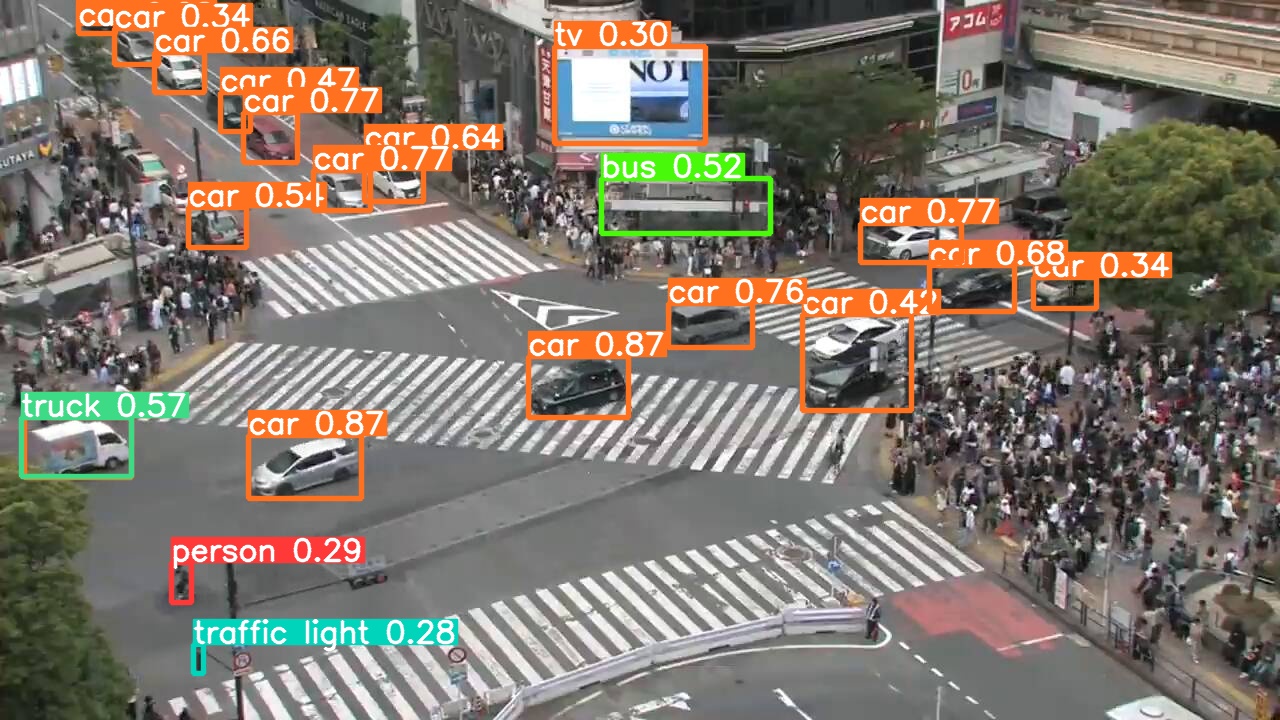 cacar 0.34
car 0.66
tv 0.30
car 0.47
car 0.77
NOT
アコム
car 0.64
car 0.77
bus 0.52
car 0.54
car 0.77
car 0.68
car 0.34
car 0.76
car 0.42
car 0.87
truck 0.57
car 0.87
person 0.29
traffic light 0.28